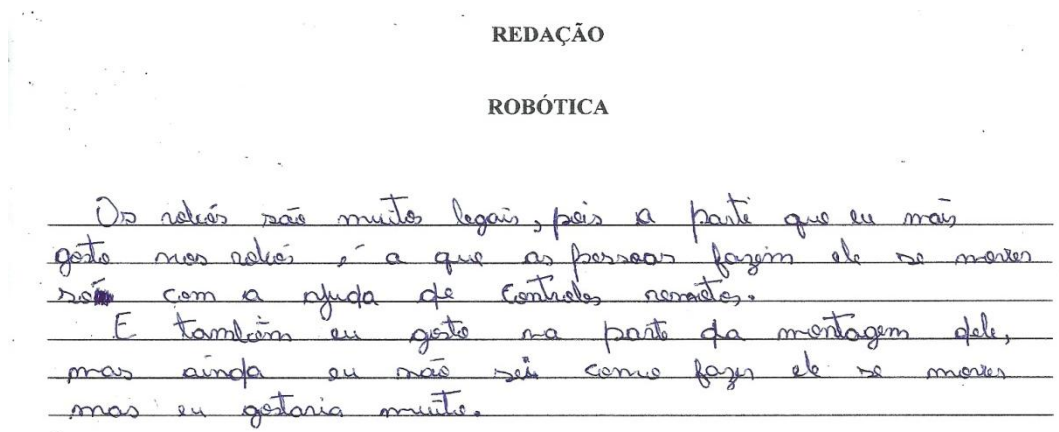 REDAÇÃO
ROBÓTICA
Os robôs são muitos legais, pois a parte que eu mais
gosto nos robôs, é a que as pessoas fazem ele se mover
só com a ajuda de controles remotos.
E também eu gosto na parte da montagem dele,
mas ainda eu não sei como fazer ele se mover
mas eu gostaria muito.